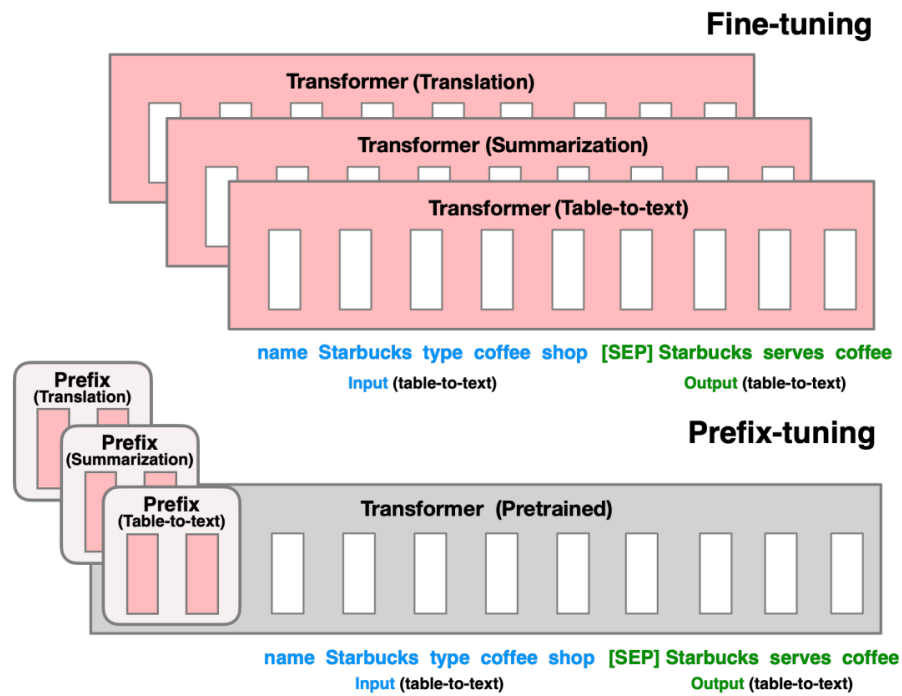 Fine-tuning
Transformer (Translation)
Transformer (Summarization)
Transformer (Table-to-text)
name Starbucks type coffee shop [SEP] Starbucks serves coffee
Input (table-to-text) Output (table-to-text)
Prefix
(Translation)
Prefix-tuning
Prefix
(Summarization)
Prefix
(Table-to-text)
Transformer (Pretrained)
name Starbucks type coffee shop [SEP] Starbucks serves coffee
Input (table-to-text) Output (table-to-text)